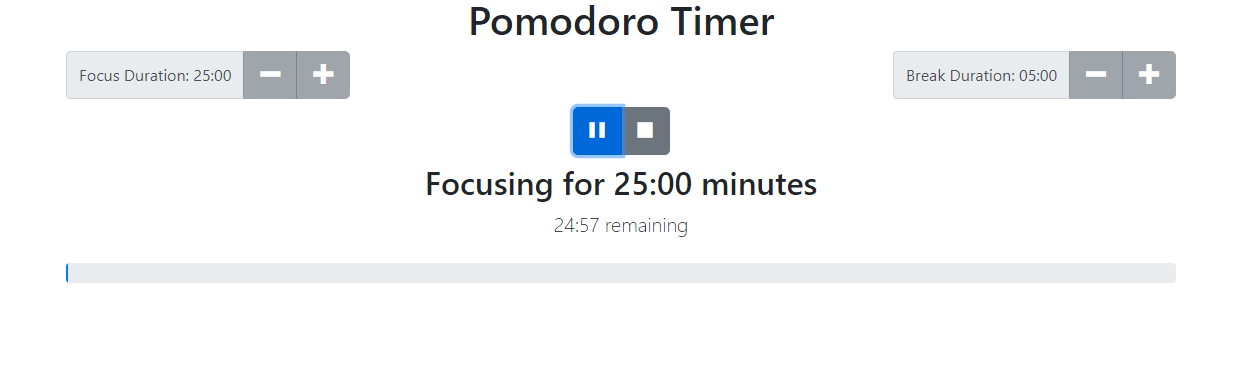 Pomodoro Timer
Focus Duration: 25:00
Break Duration: 05:00
Focusing for 25:00 minutes
24:57 remaining